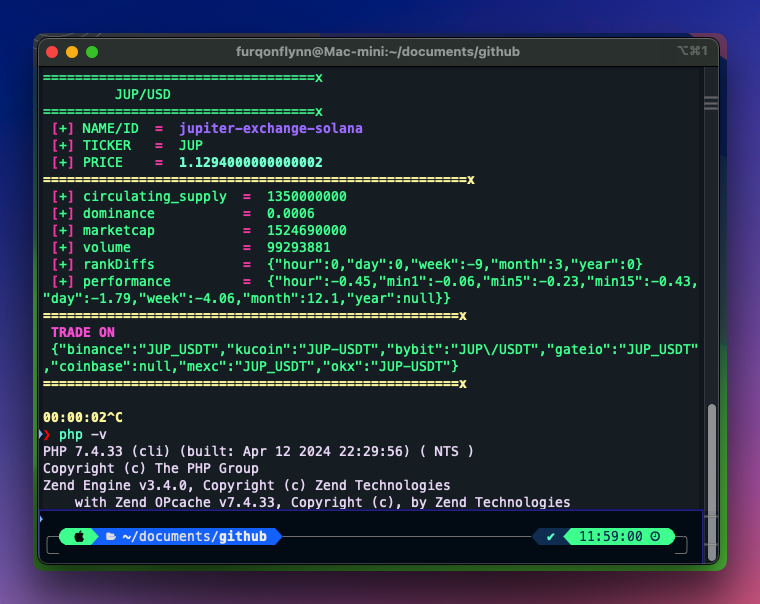 furqonflynn@Mac-mini:~/documents/github ⌥⌘1
==================================x
JUP/USD
==================================x
[+] NAME/ID = jupiter-exchange-solana
[+] TICKER = JUP
[+] PRICE = 1.1294000000000002
=====================================================x
[+] circulating_supply = 1350000000
[+] dominance = 0.0006
[+] marketcap = 1524690000
[+] volume = 99293881
[+] rankDiffs = {"hour":0,"day":0,"week":-9,"month":3,"year":0}
[+] performance = {"hour":-0.45,"min1":-0.06,"min5":-0.23,"min15":-0.43,
"day":-1.79,"week":-4.06,"month":12.1,"year":null}}
====================================================x
TRADE ON
{"binance":"JUP_USDT","kucoin":"JUP-USDT","bybit":"JUP\/USDT","gateio":"JUP_USDT"
,"coinbase":null,"mexc":"JUP_USDT","okx":"JUP-USDT"}
====================================================x
00:00:02^C
❯ php -v
PHP 7.4.33 (cli) (built: Apr 12 2024 22:29:56) ( NTS )
Copyright (c) The PHP Group
Zend Engine v3.4.0, Copyright (c) Zend Technologies
with Zend OPcache v7.4.33, Copyright (c), by Zend Technologies
~/documents/github ✔ 11:59:00